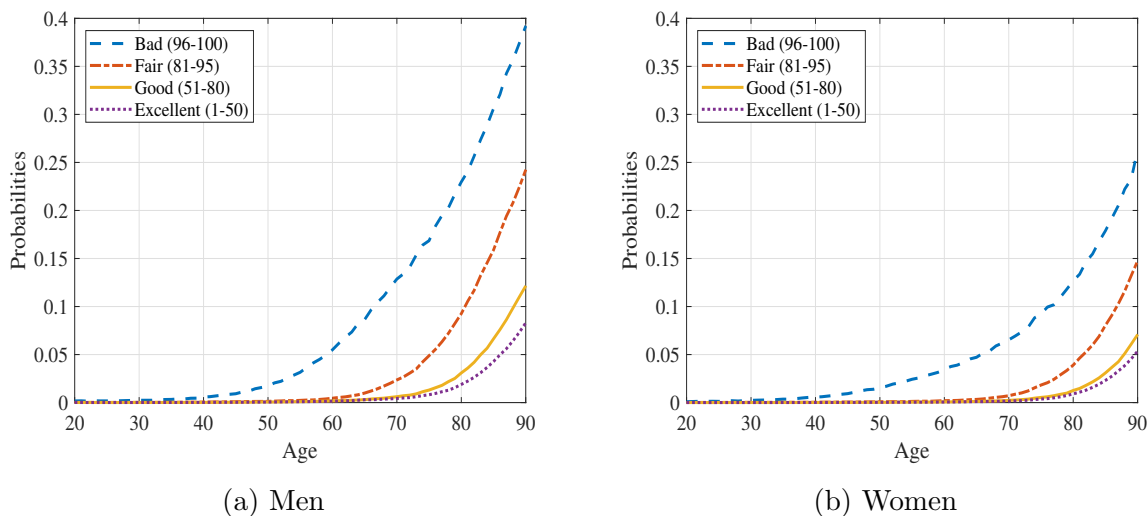 0.4
0.35
0.3
0.25
0.2
0.15
0.1
0.05
0
Probabilities
Bad (96-100)
Fair (81-95)
Good (51-80)
Excellent (1-50)
20 30 40 50 60 70 80 90
Age
(a) Men
0.4
0.35
0.3
0.25
0.2
0.15
0.1
0.05
0
Probabilities
Bad (96-100)
Fair (81-95)
Good (51-80)
Excellent (1-50)
20 30 40 50 60 70 80 90
Age
(b) Women